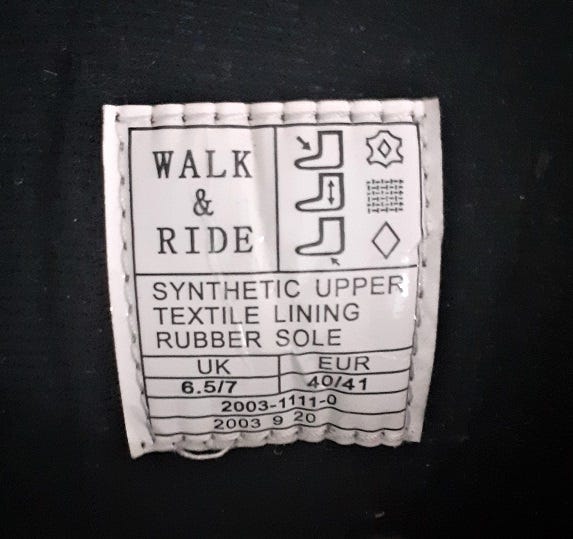 WALK
&
RIDE
SYNTHETIC UPPER
TEXTILE LINING
RUBBER SOLE
UK EUR
6.5/7 40/41
2003-1111-0
2003 9 20